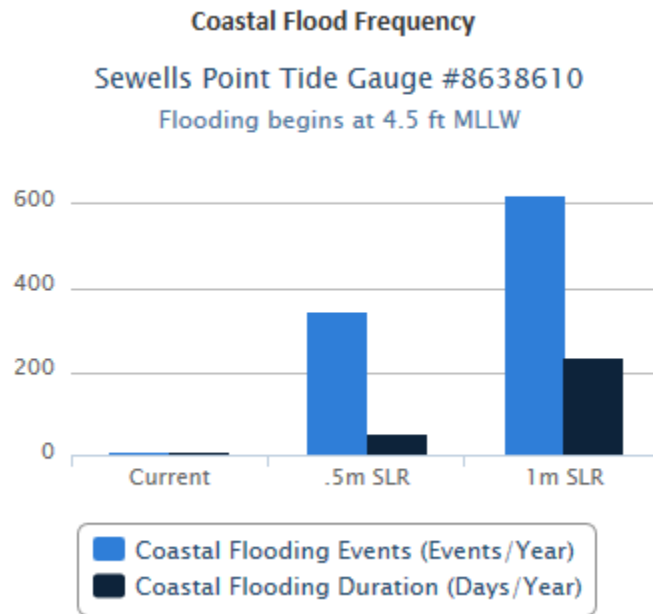 Coastal Flood Frequency
Sewells Point Tide Gauge #8638610
Flooding begins at 4.5 ft MLLW
600
400
200
0
Current .5m SLR 1m SLR
Coastal Flooding Events (Events/Year)
Coastal Flooding Duration (Days/Year)